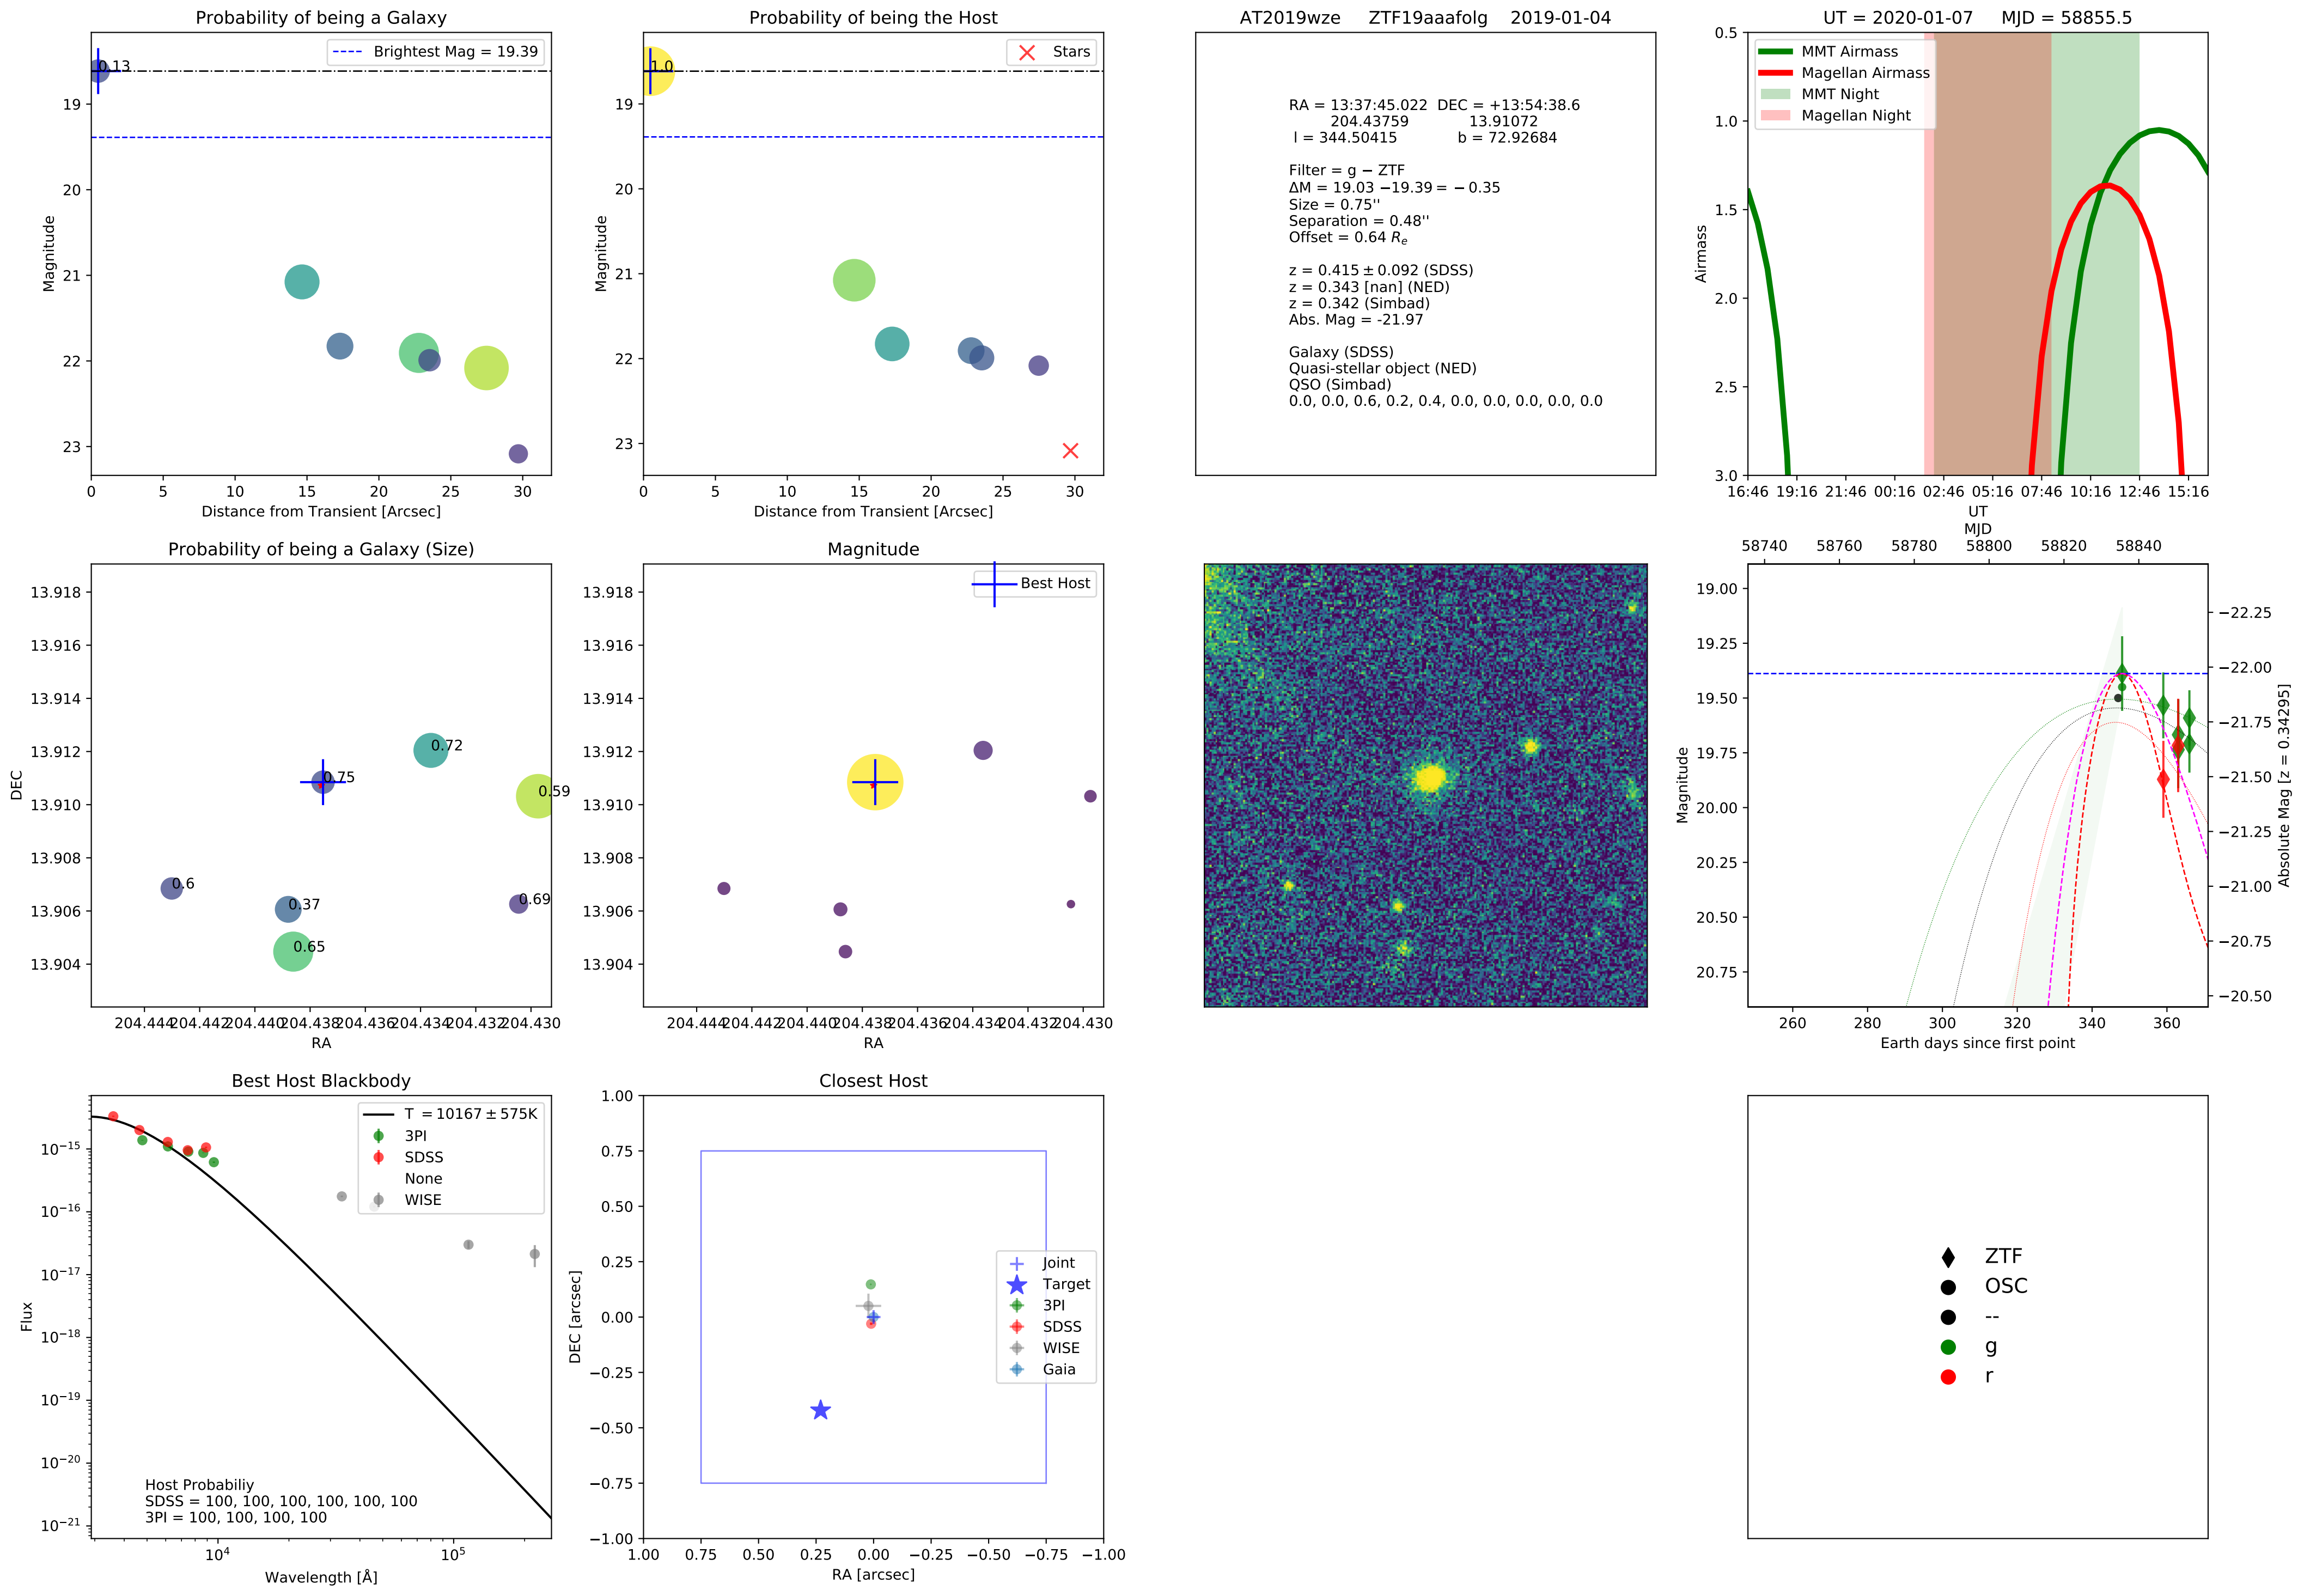 Probability of being a Galaxy
Brightest Mag = 19.39
0.13
Magnitude
19
20
21
22
23
0 5 10 15 20 25 30
Distance from Transient [Arcsec]
Probability of being the Host
Stars
1.0
Magnitude
19
20
21
22
23
0 5 10 15 20 25 30
Distance from Transient [Arcsec]
AT2019wze ZTF19aaafolg 2019-01-04
RA = 13:37:45.022 DEC = +13:54:38.6
204.43759 13.91072
l = 344.50415 b = 72.92684
Filter = g − ZTF
ΔM = 19.03 −19.39 = −0.35
Size = 0.75''
Separation = 0.48''
Offset = 0.64 Re
z = 0.415 ± 0.092 (SDSS)
z = 0.343 [nan] (NED)
z = 0.342 (Simbad)
Abs. Mag = -21.97
Galaxy (SDSS)
Quasi-stellar object (NED)
QSO (Simbad)
0.0, 0.0, 0.6, 0.2, 0.4, 0.0, 0.0, 0.0, 0.0, 0.0
UT = 2020-01-07 MJD = 58855.5
MMT Airmass
Magellan Airmass
MMT Night
Magellan Night
Airmass
0.5
1.0
1.5
2.0
2.5
3.0
16:46 19:16 21:46 00:16 02:46 05:16 07:46 10:16 12:46 15:16
UT
Probability of being a Galaxy (Size)
DEC
13.918
13.916
13.914
13.912
13.910
13.908
13.906
13.904
0.72
0.75
0.59
0.6
0.37
0.69
0.65
204.444 204.442 204.440 204.438 204.436 204.434 204.432 204.430
RA
Magnitude
Best Host
13.918
13.916
13.914
13.912
13.910
13.908
13.906
13.904
204.444 204.442 204.440 204.438 204.436 204.434 204.432 204.430
RA
MJD
58740 58760 58780 58800 58820 58840
Magnitude
19.00
19.25
19.50
19.75
20.00
20.25
20.50
20.75
−22.25
−22.00
−21.75
−21.50
−21.25
−21.00
−20.75
−20.50
Absolute Mag [z = 0.34295]
260 280 300 320 340 360
Earth days since first point
Best Host Blackbody
T = 10167 ± 575K
3PI
SDSS
None
WISE
Flux
10−15
10−16
10−17
10−18
10−19
10−20
10−21
Host Probabiliy
SDSS = 100, 100, 100, 100, 100, 100
3PI = 100, 100, 100, 100
104 105
Wavelength [Å]
Closest Host
DEC [arcsec]
1.00
0.75
0.50
0.25
0.00
−0.25
−0.50
−0.75
−1.00
Joint
Target
3PI
SDSS
WISE
Gaia
1.00 0.75 0.50 0.25 0.00 −0.25 −0.50 −0.75 −1.00
RA [arcsec]
ZTF
OSC
--
g
r